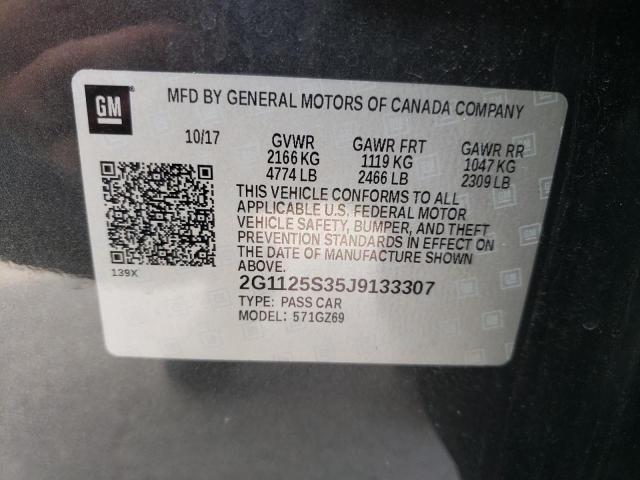 GM
MFD BY GENERAL MOTORS OF CANADA COMPANY
10/17 GVWR GAWR FRT GAWR RR
2166 KG 1119 KG 1047 KG
4774 LB 2466 LB 2309 LB
THIS VEHICLE CONFORMS TO ALL
APPLICABLE U.S. FEDERAL MOTOR
VEHICLE SAFETY, BUMPER, AND THEFT
PREVENTION STANDARDS IN EFFECT ON
THE DATE OF MANUFACTURE SHOWN
ABOVE.
139X
2G1125S35J9133307
TYPE: PASS CAR
MODEL: 571GZ69